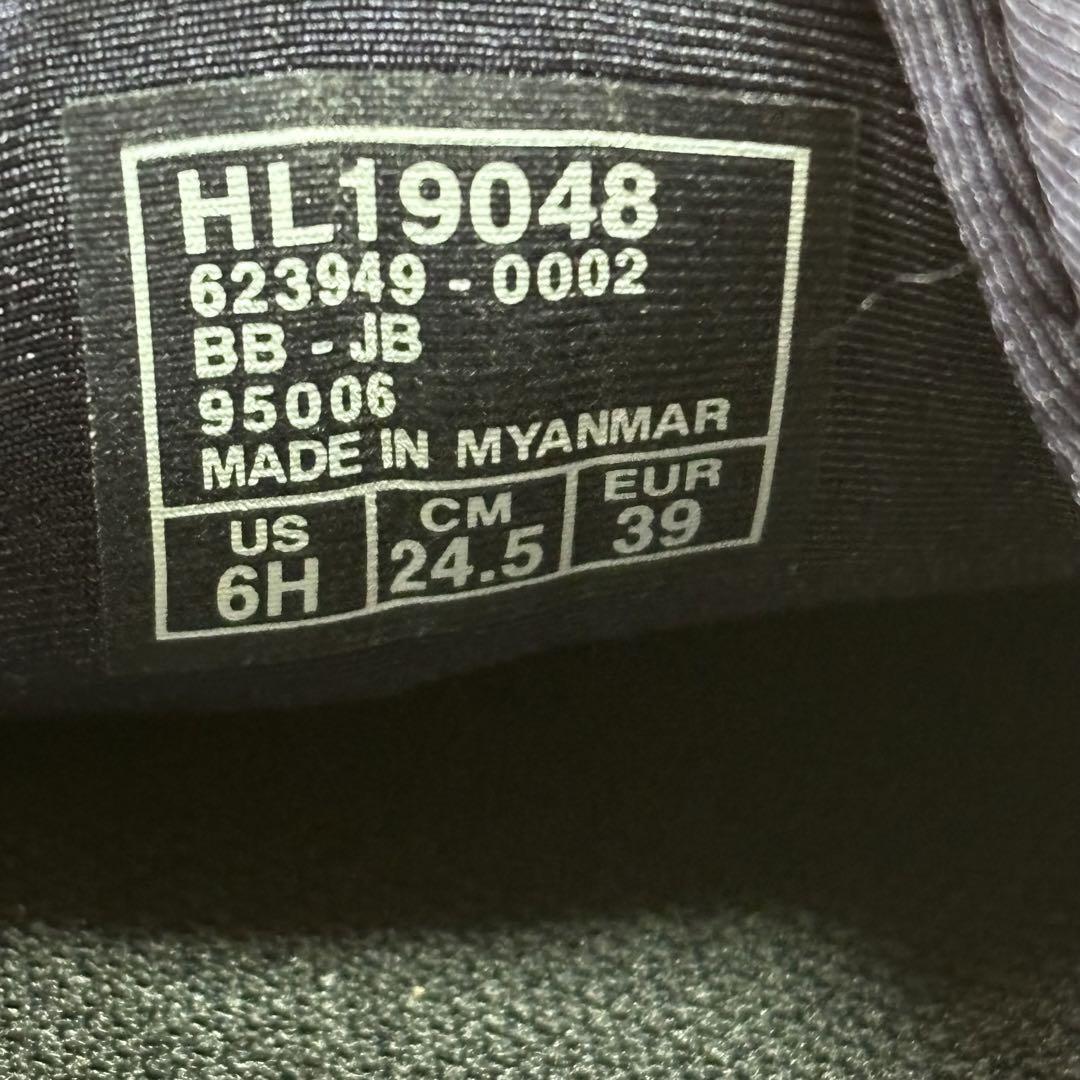 HL19048
623949-0002
BB-JB
95006
MADE IN MYANMAR
US CM EUR
6H 24.5 39